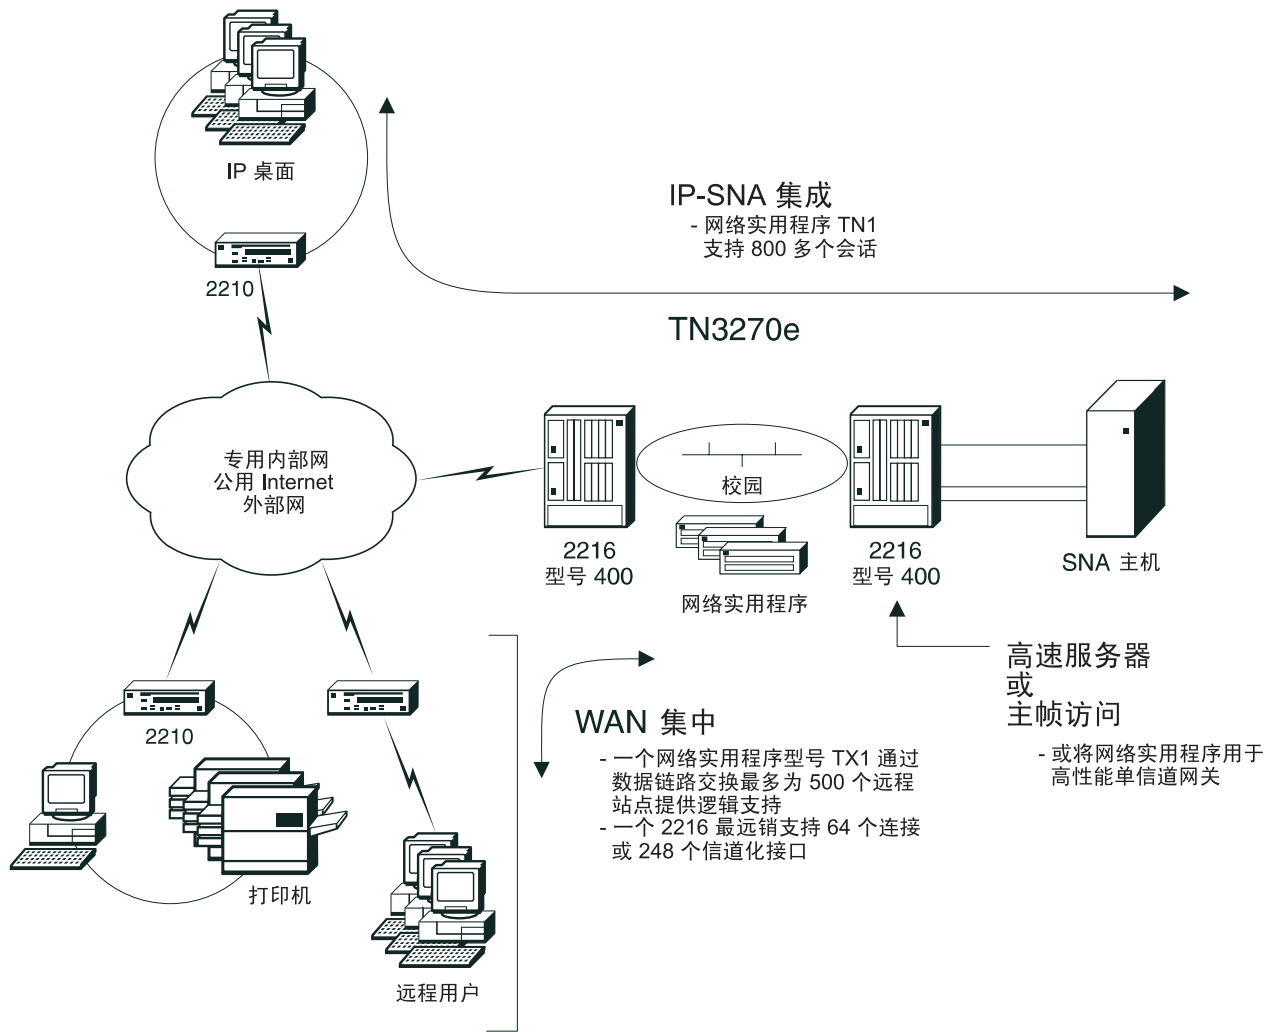 IP 桌面
2210
IP-SNA 集成
- 网络实用程序 TN1
支持 800 多个会话
TN3270e
专用内部网
公用 Internet
外部网
校园
2216
型号 400
网络实用程序
2216
型号 400
SNA 主机
高速服务器
或
主帧访问
- 或将网络实用程序用于
高性能单信道网关
WAN 集中
- 一个网络实用程序型号 TX1 通过
数据链路交换最多为 500 个远程
站点提供逻辑支持
- 一个 2216 最远销支持 64 个连接
或 248 个信道化接口
2210
打印机
远程用户